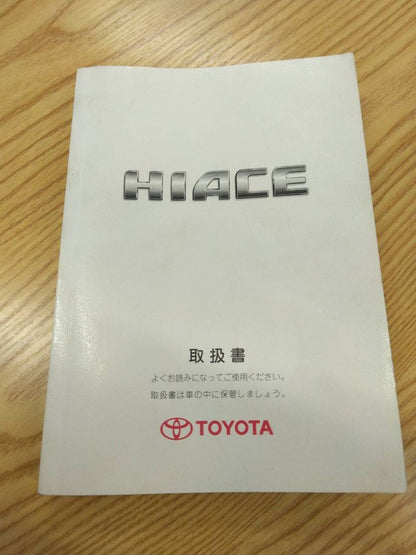 HIACE
取扱書
よくお読みになってご使用ください。
取扱書は車の中に保管しましょう。
TOYOTA